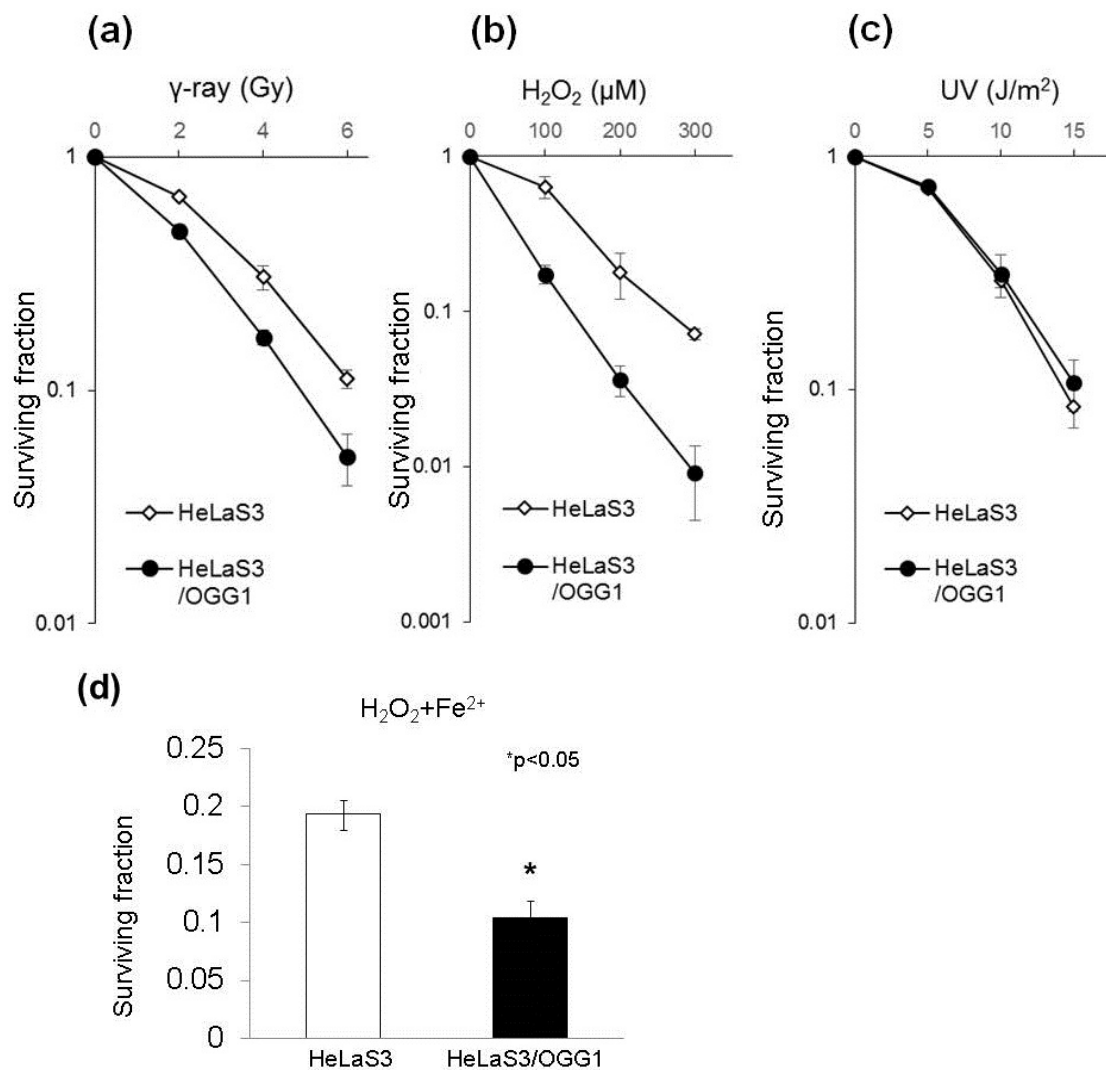 (a)
γ-ray (Gy)
0 2 4 6
1
0.1
0.01
Surviving fraction
HeLaS3
HeLaS3
/OGG1
(b)
H₂O₂ (μM)
0 100 200 300
1
0.1
0.01
0.001
Surviving fraction
HeLaS3
HeLaS3
/OGG1
(c)
UV (J/m²)
0 5 10 15
1
0.1
0.01
Surviving fraction
HeLaS3
HeLaS3
/OGG1
(d)
H₂O₂+Fe²⁺
*p<0.05
0.25
0.2
0.15
0.1
0.05
0
Surviving fraction
*
HeLaS3 HeLaS3/OGG1